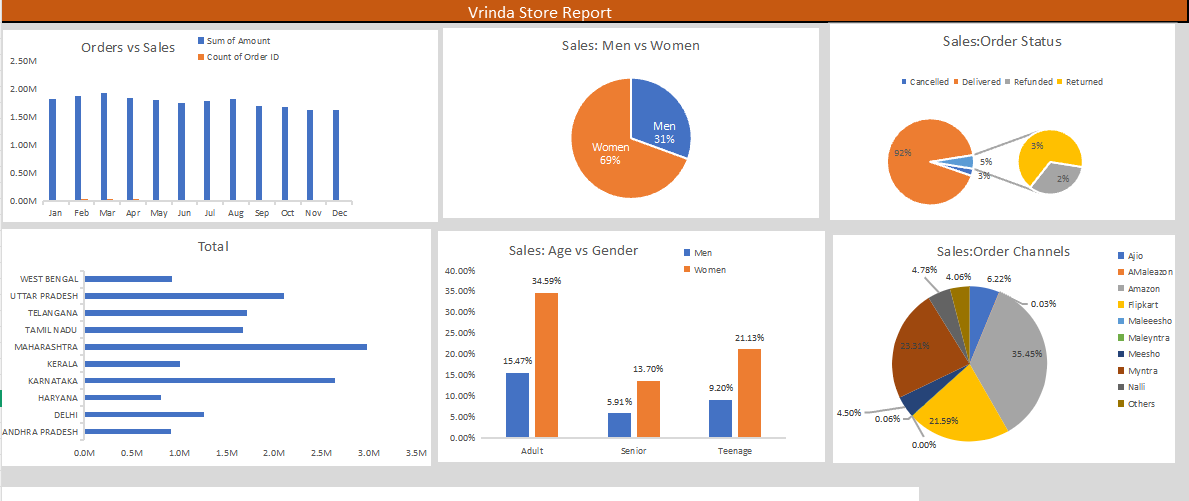 Vrinda Store Report
Orders vs Sales
Sum of Amount
Count of Order ID
2.50M
2.00M
1.50M
1.00M
0.50M
0.00M
Jan Feb Mar Apr May Jun Jul Aug Sep Oct Nov Dec
Sales: Men vs Women
Men
31%
Women
69%
Sales:Order Status
Cancelled Delivered Refunded Returned
92%
5%
3%
3%
2%
Total
WEST BENGAL
UTTAR PRADESH
TELANGANA
TAMIL NADU
MAHARASHTRA
KERALA
KARNATAKA
HARYANA
DELHI
ANDHRA PRADESH
0.0M 0.5M 1.0M 1.5M 2.0M 2.5M 3.0M 3.5M
Sales: Age vs Gender
Men
Women
40.00%
35.00%
30.00%
25.00%
20.00%
15.00%
10.00%
5.00%
0.00%
15.47%
34.59%
5.91%
13.70%
9.20%
21.13%
Adult Senior Teenage
Sales:Order Channels
4.78%
4.06%
6.22%
0.03%
35.45%
21.59%
0.00%
0.06%
4.50%
23.31%
Ajio
AMaleazon
Amazon
Flipkart
Maleeesho
Maleyntra
Meesho
Myntra
Nalli
Others